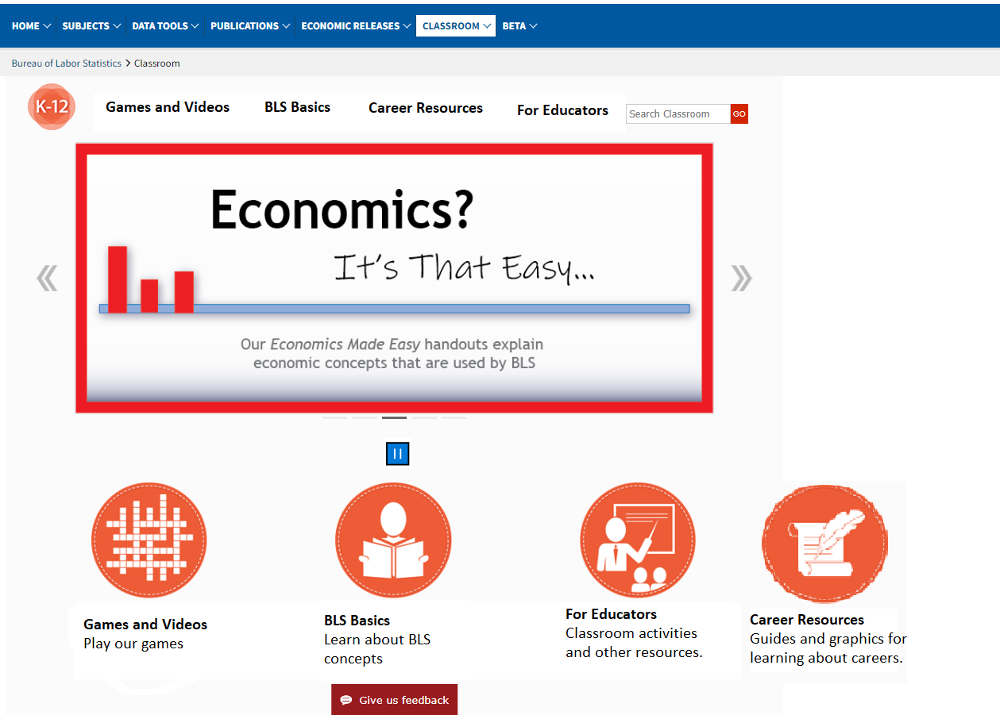 HOME SUBJECTS DATA TOOLS PUBLICATIONS ECONOMIC RELEASES CLASSROOM BETA
Bureau of Labor Statistics > Classroom
K-12 Games and Videos BLS Basics Career Resources For Educators Search Classroom GO
Economics?
It's That Easy...
Our Economics Made Easy handouts explain
economic concepts that are used by BLS
Games and Videos
Play our games
BLS Basics
Learn about BLS
concepts
For Educators
Classroom activities
and other resources.
Career Resources
Guides and graphics for
learning about careers.
Give us feedback